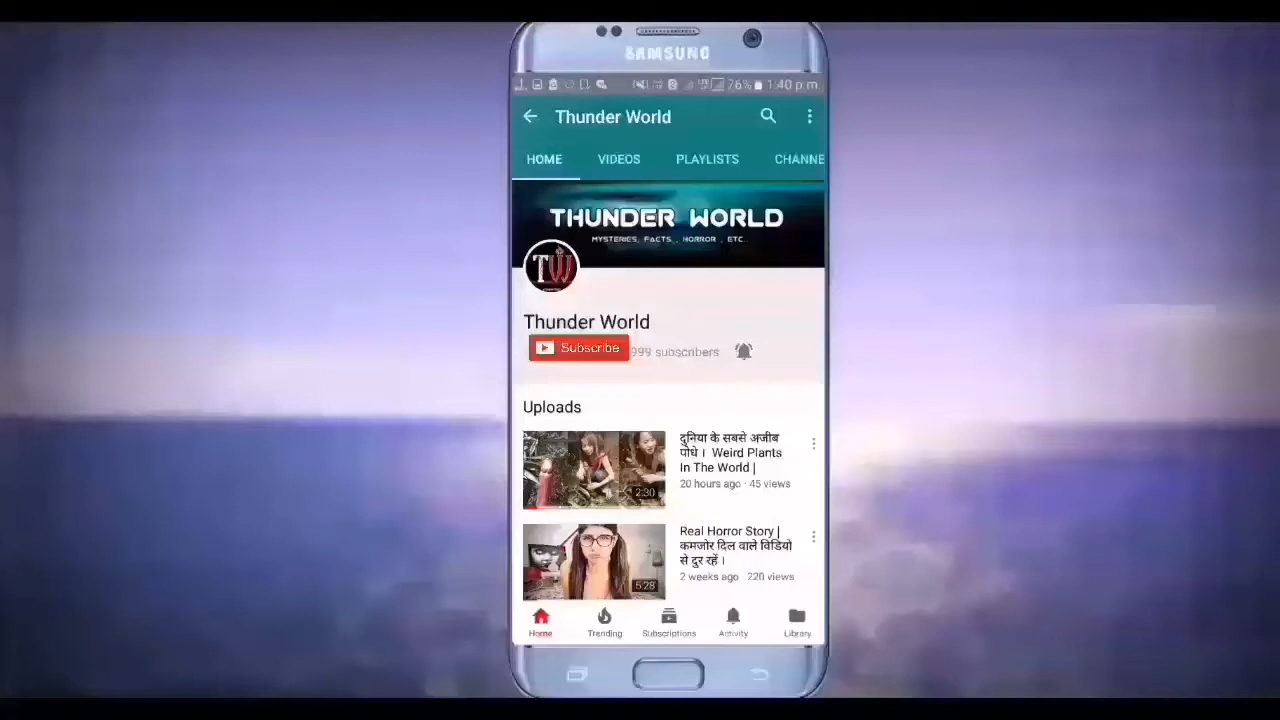 SAMSUNG
76% 1:40 p.m.
Thunder World
HOME VIDEOS PLAYLISTS CHANNE
THUNDER WORLD
MYSTERIES, FACTS, , HORROR , ETC..
TW
Thunder World
Subscribe 999 subscribers
Uploads
दुनिया के सबसे अजीब
पोधे । Weird Plants
In The World |
20 hours ago · 45 views
2:30
Real Horror Story |
कमजोर दिल वाले विडियो
से दुर रहें ।
2 weeks ago · 220 views
5:28
Home Trending Subscriptions Activity Library